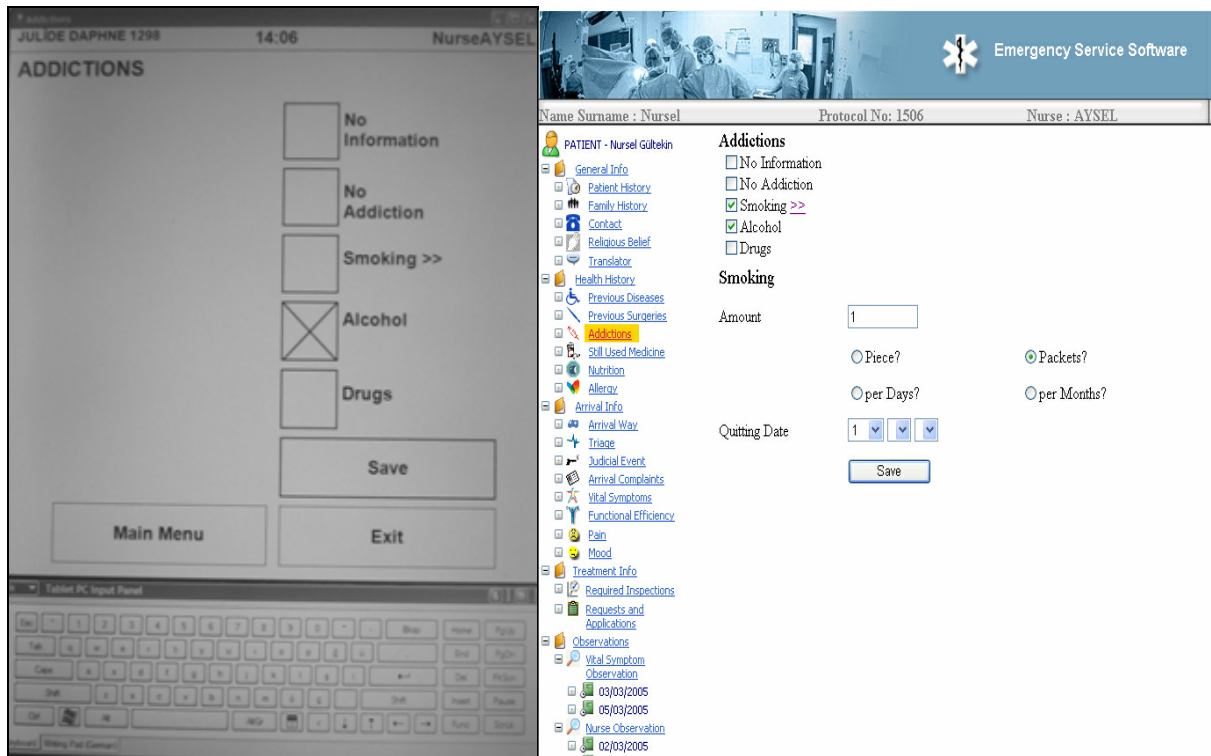 Addictions
JULİDE DAPHNE 1298 14:06 NurseAYSEL
ADDICTIONS
No
Information
No
Addiction
Smoking >>
Alcohol
Drugs
Save
Main Menu Exit
Tablet PC Input Panel
Emergency Service Software
Name Surname : Nursel Protocol No: 1506 Nurse : AYSEL
PATIENT - Nursel Gültekin
General Info
Patient History
Family History
Contact
Religious Belief
Translator
Health History
Previous Diseases
Previous Surgeries
Addictions
Still Used Medicine
Nutrition
Allergy
Arrival Info
Arrival Way
Triage
Judicial Event
Arrival Complaints
Vital Symptoms
Functional Efficiency
Pain
Mood
Treatment Info
Required Inspections
Requests and
Applications
Observations
Vital Symptom
Observation
03/03/2005
05/03/2005
Nurse Observation
02/03/2005
Addictions
No Information
No Addiction
Smoking >>
Alcohol
Drugs
Smoking
Amount 1
Piece? Packets?
per Days? per Months?
Quitting Date 1
Save